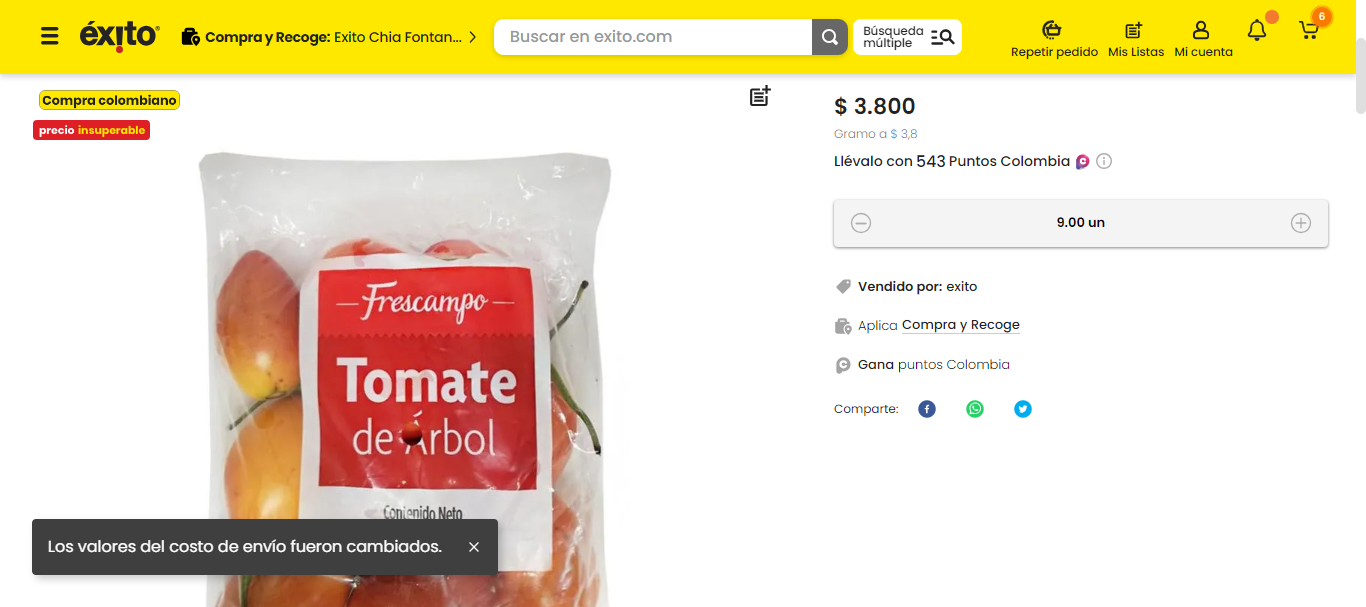 éxito
Compra y Recoge: Exito Chia Fontan...
Buscar en exito.com
Búsqueda
múltiple
Repetir pedido
Mis Listas
Mi cuenta
6
Compra colombiano
precio insuperable
Frescampo
Tomate
de Árbol
Contenido Neto
$ 3.800
Gramo a $ 3,8
Llévalo con 543 Puntos Colombia
9.00 un
Vendido por: exito
Aplica Compra y Recoge
Gana puntos Colombia
Comparte:
Los valores del costo de envío fueron cambiados.